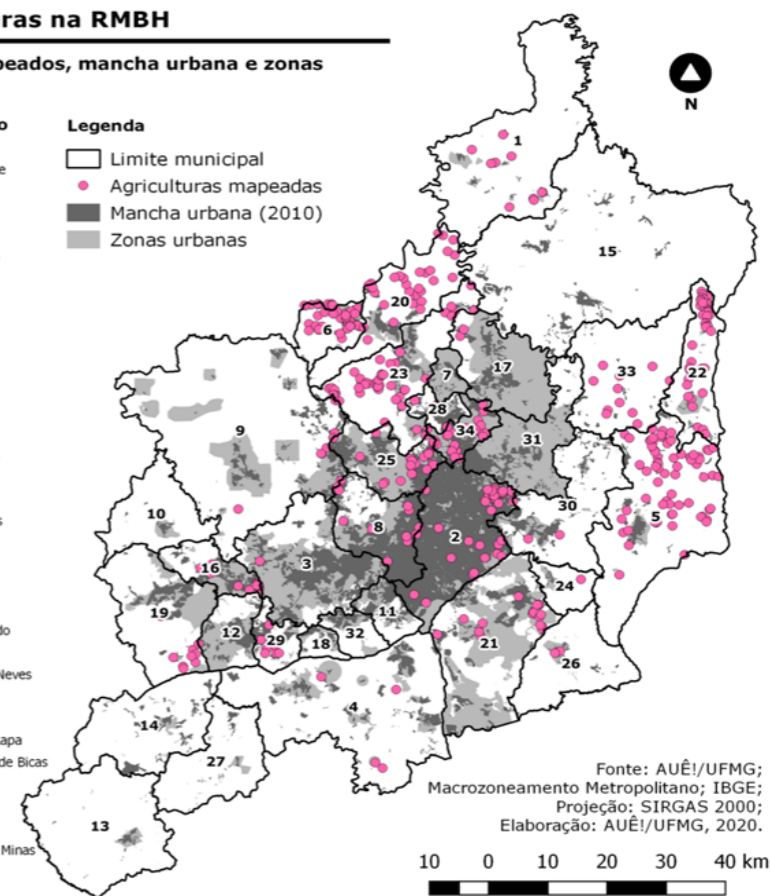 ras na RMBH
peados, mancha urbana e zonas
o
e
s
do
Neves
apa
de Bicas
Minas
Legenda
Limite municipal
Agriculturas mapeadas
Mancha urbana (2010)
Zonas urbanas
N
1
15
20
6
33
22
23
7
17
28
34
31
9
25
30
5
10
8
2
16
3
24
19
12
11
29
18
32
21
26
4
14
27
13
Fonte: AUÊ!/UFMG;
Macrozoneamento Metropolitano; IBGE;
Projeção: SIRGAS 2000;
Elaboração: AUÊ!/UFMG, 2020.
10 0 10 20 30 40 km